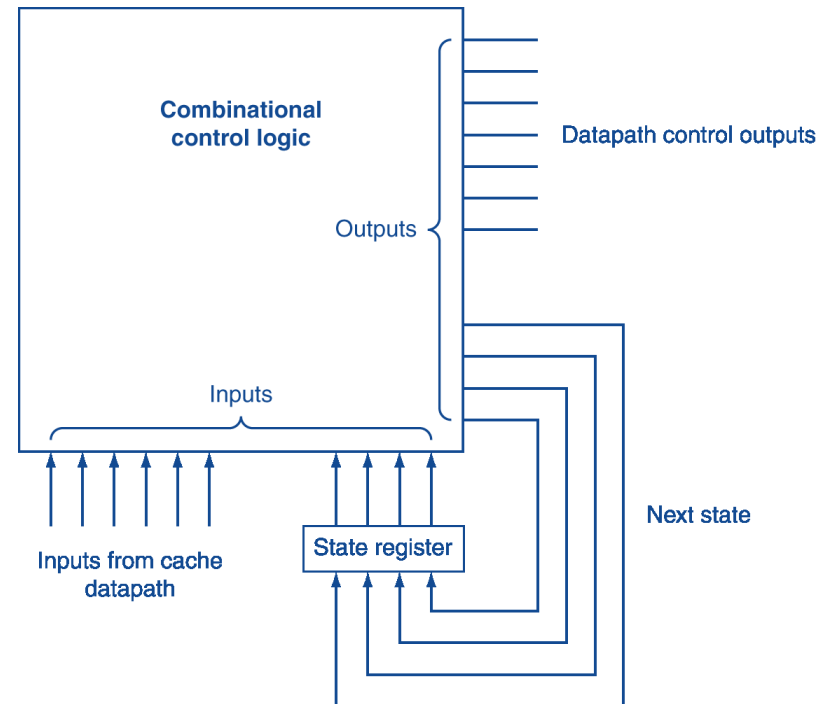 Combinational
control logic
Datapath control outputs
Outputs
Inputs
Next state
State register
Inputs from cache
datapath